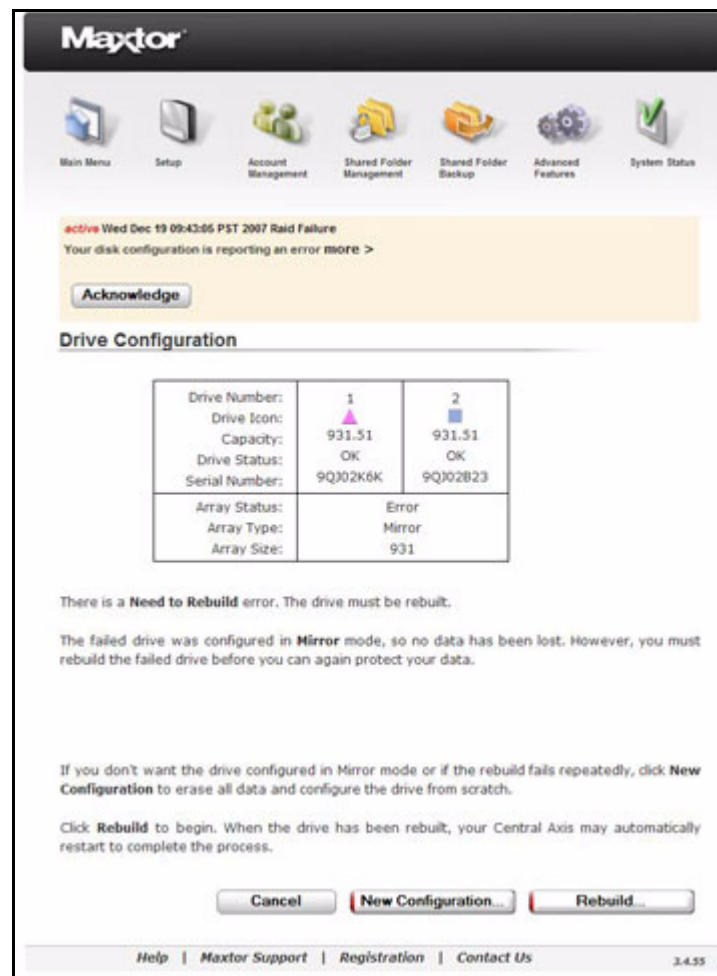 Maxtor
Main Menu
Setup
Account Management
Shared Folder Management
Shared Folder Backup
Advanced Features
System Status
active Wed Dec 19 09:43:05 PST 2007 Raid Failure
Your disk configuration is reporting an error more >
Acknowledge
Drive Configuration
Drive Number: 1 2
Drive Icon:
Capacity: 931.51 931.51
Drive Status: OK OK
Serial Number: 9QJ02K6K 9QJ02B23
Array Status: Error
Array Type: Mirror
Array Size: 931
There is a Need to Rebuild error. The drive must be rebuilt.
The failed drive was configured in Mirror mode, so no data has been lost. However, you must
rebuild the failed drive before you can again protect your data.
If you don't want the drive configured in Mirror mode or if the rebuild fails repeatedly, click New
Configuration to erase all data and configure the drive from scratch.
Click Rebuild to begin. When the drive has been rebuilt, your Central Axis may automatically
restart to complete the process.
Cancel
New Configuration...
Rebuild...
Help | Maxtor Support | Registration | Contact Us
3.4.55